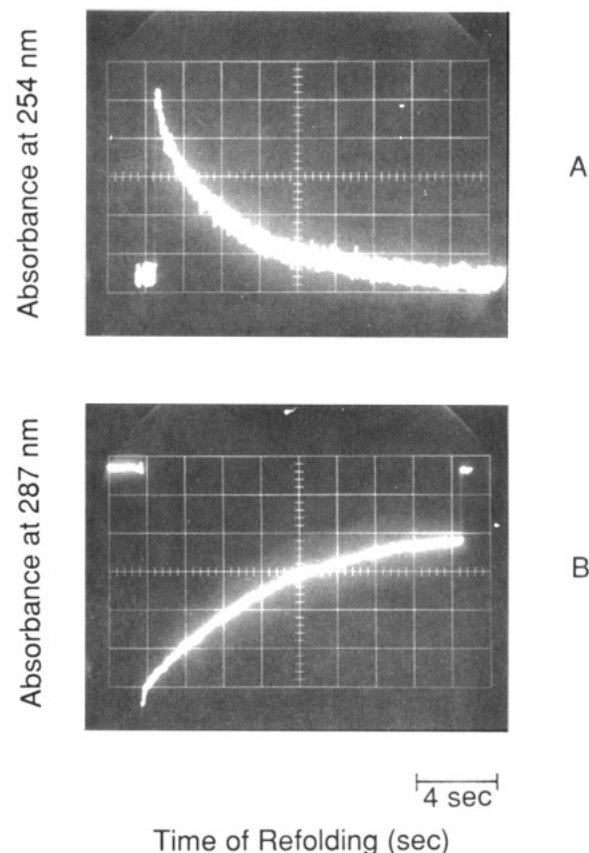 Absorbance at 254 nm
A
Absorbance at 287 nm
B
4 sec
Time of Refolding (sec)